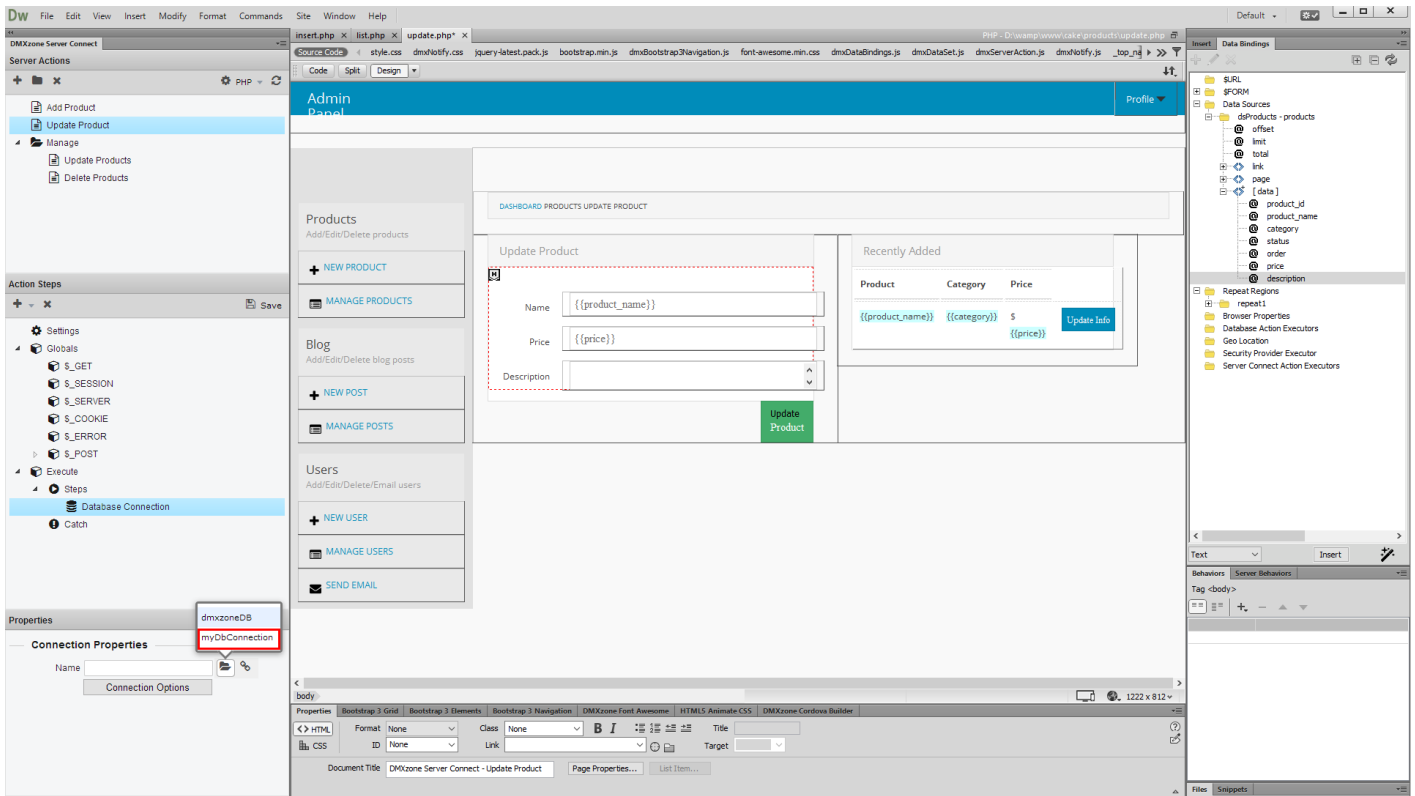 DW File Edit View Insert Modify Format Commands Site Window Help Default
DMXzone Server Connect
Server Actions
PHP
Add Product
Update Product
Manage
Update Products
Delete Products
Action Steps
Save
Settings
Globals
$_GET
$_SESSION
$_SERVER
$_COOKIE
$_ERROR
$_POST
Execute
Steps
Database Connection
Catch
Properties
dmxzoneDB
myDbConnection
Connection Properties
Name
Connection Options
insert.php × list.php × update.php* × PHP - D:\wamp\www\cake\products\update.php
Source Code style.css dmxNotify.css jquery-latest.pack.js bootstrap.min.js dmxBootstrap3Navigation.js font-awesome.min.css dmxDataBindings.js dmxDataSet.js dmxServerAction.js dmxNotify.js _top_na
Code Split Design
Admin
Panel
Profile
Products
Add/Edit/Delete products
NEW PRODUCT
MANAGE PRODUCTS
Blog
Add/Edit/Delete blog posts
NEW POST
MANAGE POSTS
Users
Add/Edit/Delete/Email users
NEW USER
MANAGE USERS
SEND EMAIL
DASHBOARD PRODUCTS UPDATE PRODUCT
Update Product
Name {{product_name}}
Price {{price}}
Description
Update
Product
Recently Added
Product Category Price
{{product_name}} {{category}} $
{{price}}
Update Info
body
1222 x 812
Properties Bootstrap 3 Grid Bootstrap 3 Elements Bootstrap 3 Navigation DMXzone Font Awesome HTML5 Animate CSS DMXzone Cordova Builder
<> HTML Format None Class None B I Title
CSS ID None Link Target
Document Title DMXzone Server Connect - Update Product Page Properties... List Item...
Insert Data Bindings
$URL
$FORM
Data Sources
dsProducts - products
offset
limit
total
link
page
[ data ]
product_id
product_name
category
status
order
price
description
Repeat Regions
repeat1
Browser Properties
Database Action Executors
Geo Location
Security Provider Executor
Server Connect Action Executors
Text Insert
Behaviors Server Behaviors
Tag <body>
Files Snippets